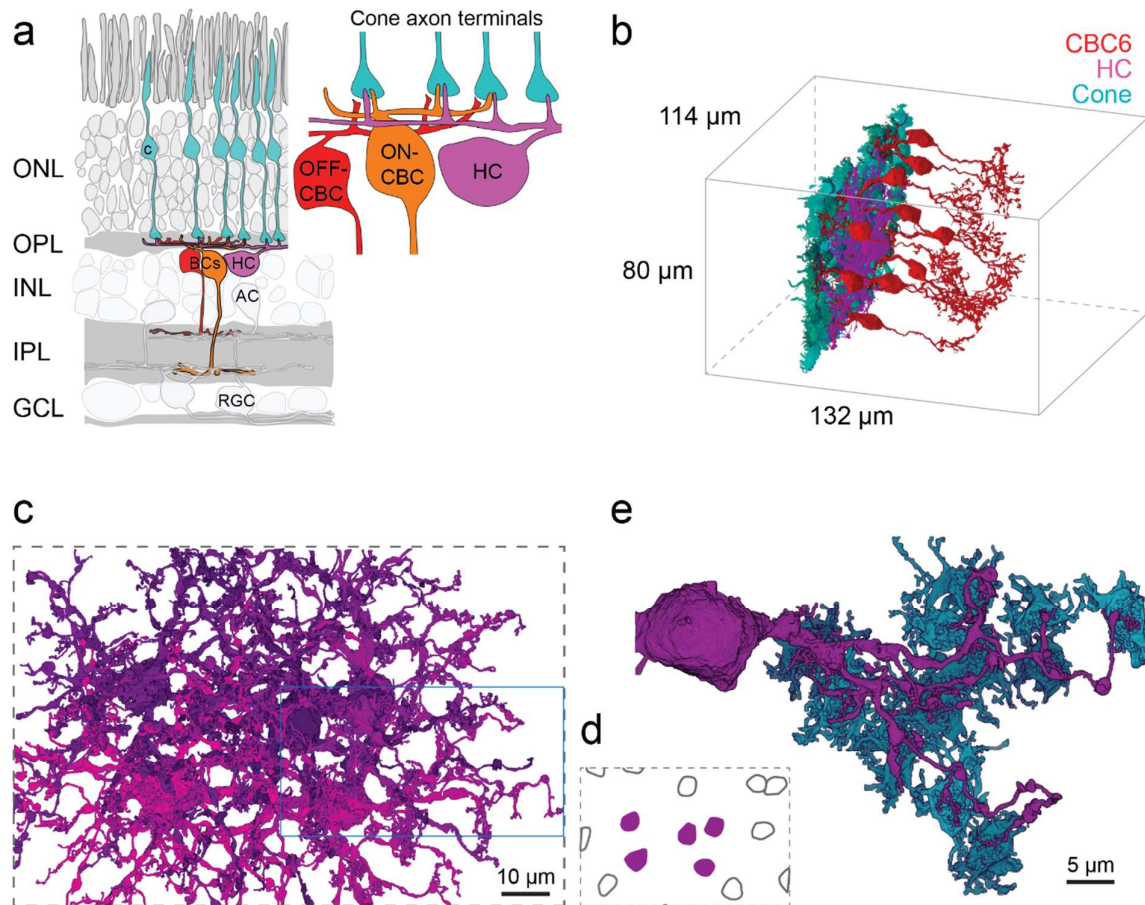 a
Cone axon terminals
c
ONL
OPL
INL
IPL
GCL
BCs
HC
AC
RGC
OFF-
CBC
ON-
CBC
HC
b
CBC6
HC
Cone
114 µm
80 µm
132 µm
c
10 µm
d
e
5 µm